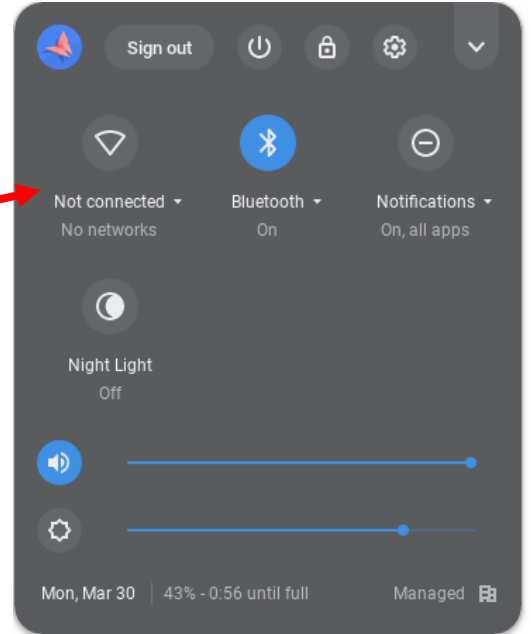 Sign out
Not connected Bluetooth Notifications
No networks On On, all apps
Night Light
Off
Mon, Mar 30 43% - 0:56 until full Managed